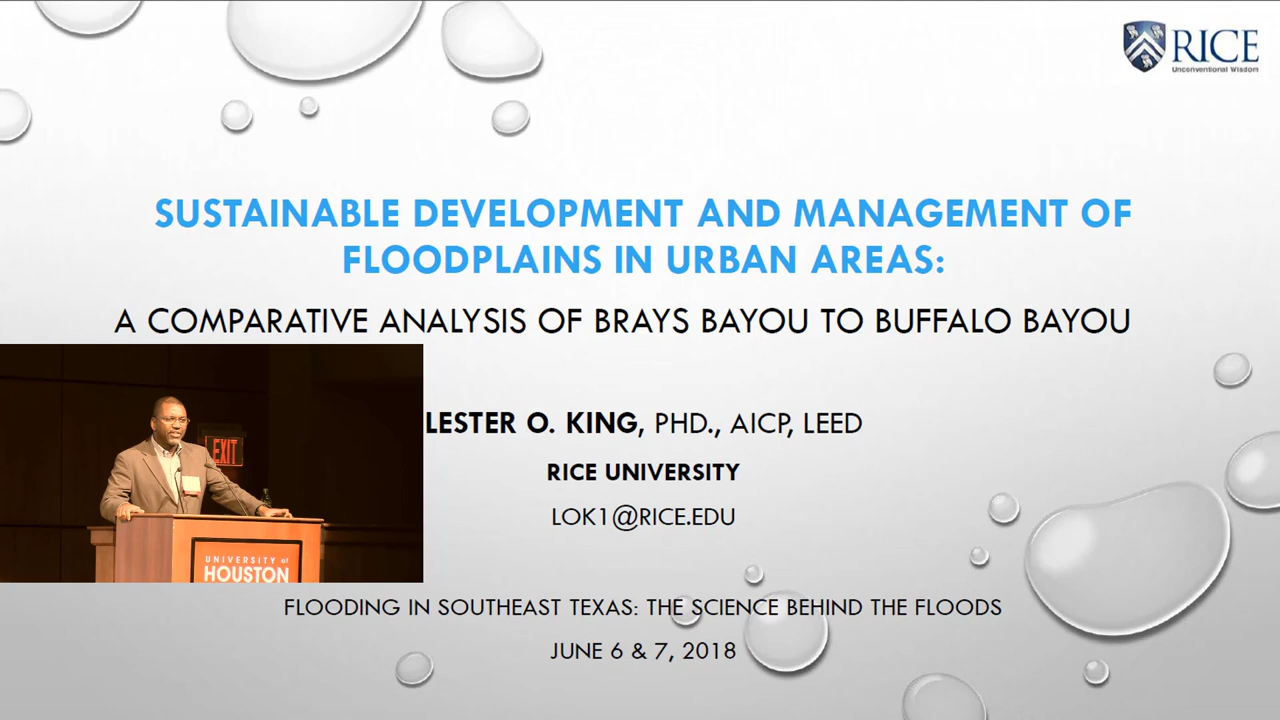 RICE
Unconventional Wisdom
SUSTAINABLE DEVELOPMENT AND MANAGEMENT OF
FLOODPLAINS IN URBAN AREAS:
A COMPARATIVE ANALYSIS OF BRAYS BAYOU TO BUFFALO BAYOU
LESTER O. KING, PHD., AICP, LEED
RICE UNIVERSITY
LOK1@RICE.EDU
EXIT
UNIVERSITY of
HOUSTON
FLOODING IN SOUTHEAST TEXAS: THE SCIENCE BEHIND THE FLOODS
JUNE 6 & 7, 2018